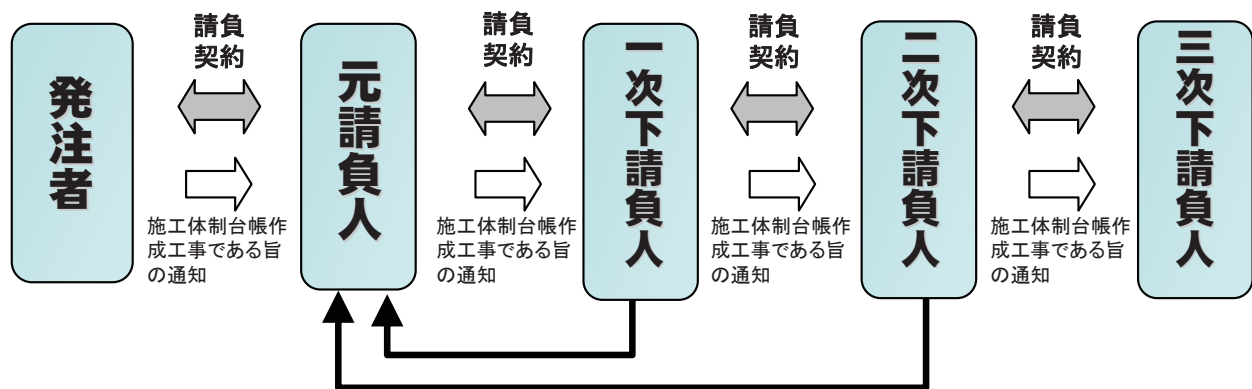 発注者
請負
契約
施工体制台帳作
成工事である旨
の通知
元請負人
請負
契約
施工体制台帳作
成工事である旨
の通知
一次下請負人
請負
契約
施工体制台帳作
成工事である旨
の通知
二次下請負人
請負
契約
施工体制台帳作
成工事である旨
の通知
三次下請負人